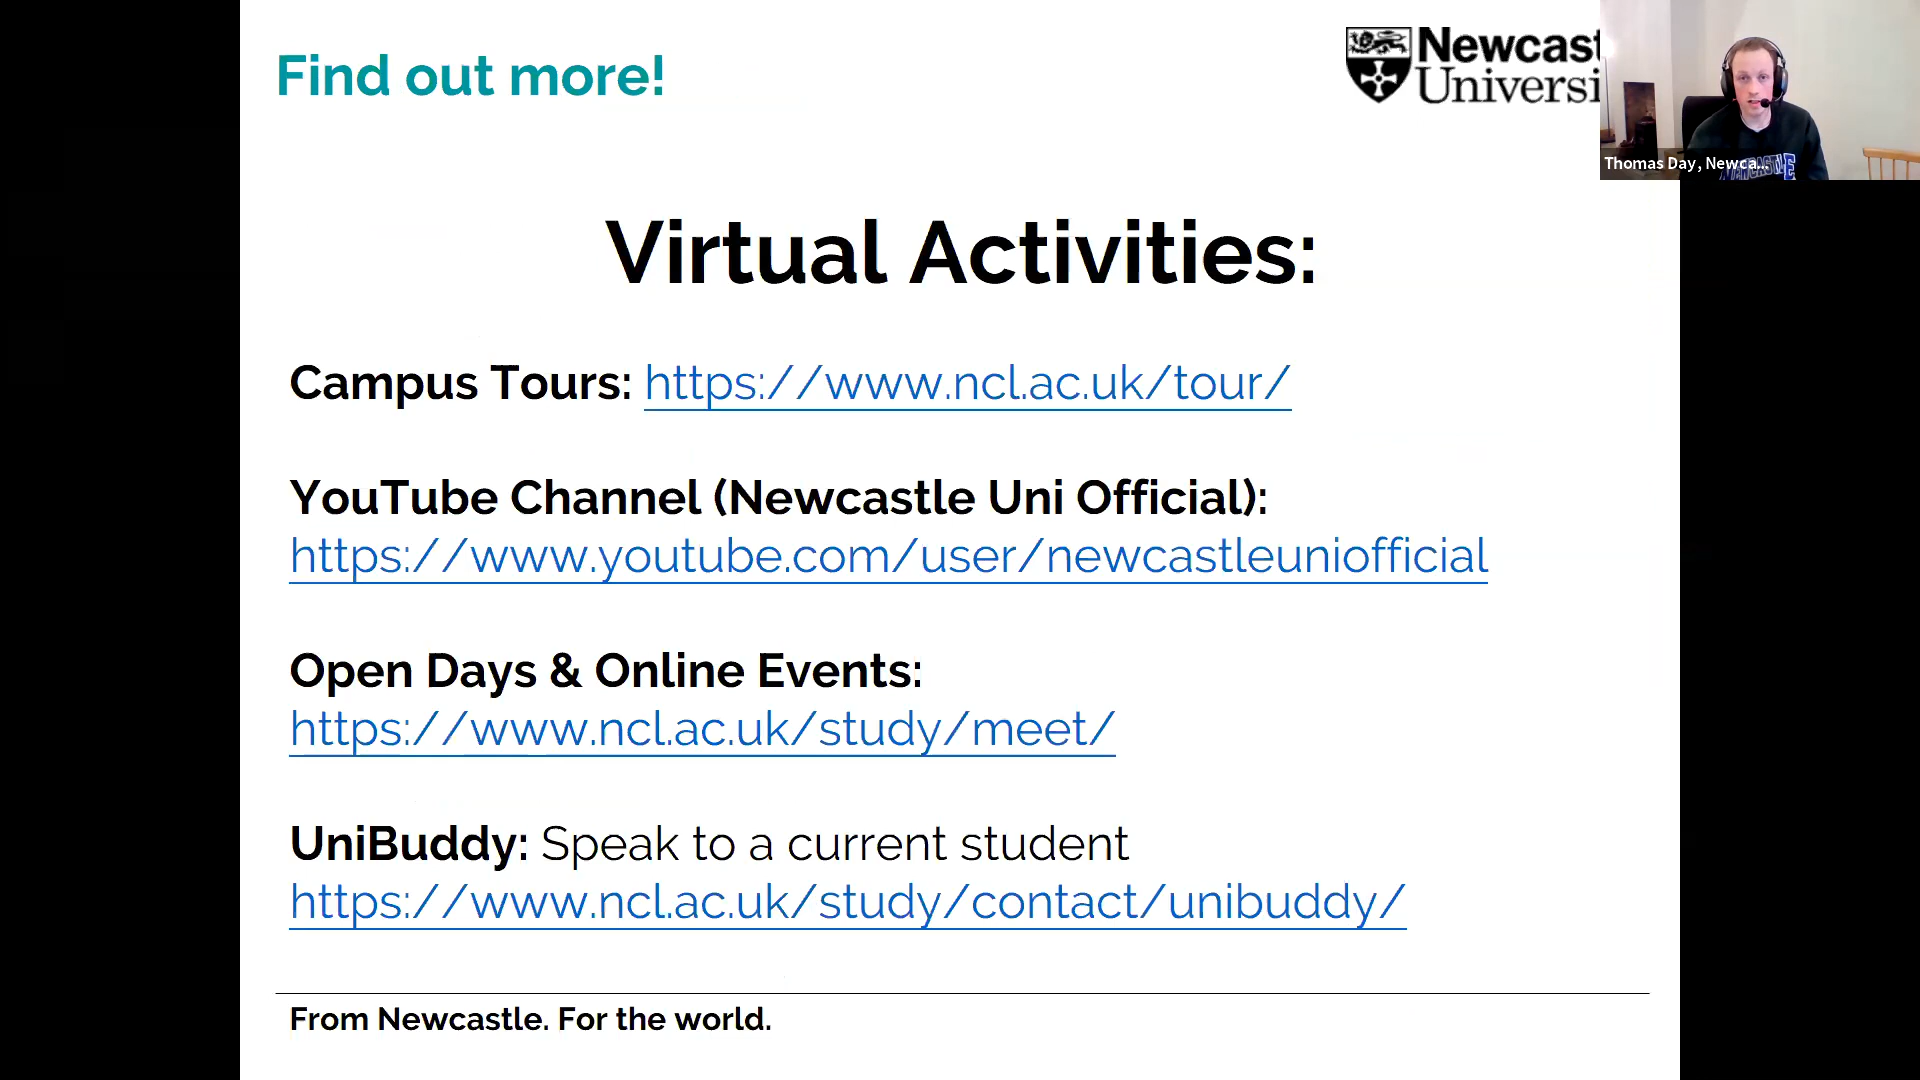 Find out more!
Newcast
Universi
Thomas Day, Newca...
NEWCASTLE
Virtual Activities:
Campus Tours: https://www.ncl.ac.uk/tour/
YouTube Channel (Newcastle Uni Official):
https://www.youtube.com/user/newcastleuniofficial
Open Days & Online Events:
https://www.ncl.ac.uk/study/meet/
UniBuddy: Speak to a current student
https://www.ncl.ac.uk/study/contact/unibuddy/
From Newcastle. For the world.